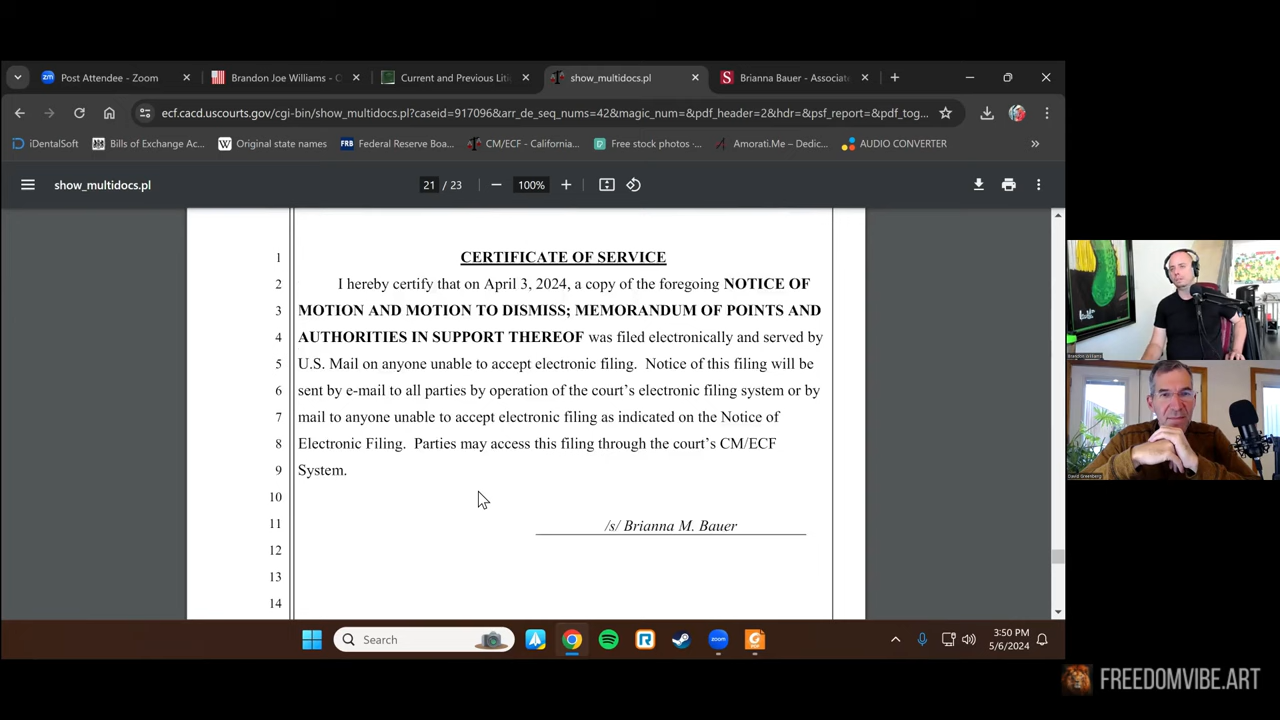 Post Attendee - Zoom
Brandon Joe Williams - C
Current and Previous Liti
show_multidocs.pl
Brianna Bauer - Associate
ecf.cacd.uscourts.gov/cgi-bin/show_multidocs.pl?caseid=917096&arr_de_seq_nums=42&magic_num=&pdf_header=2&hdr=&psf_report=&pdf_tog...
iDentalSoft
Bills of Exchange Ac...
Original state names
FRB Federal Reserve Boa...
CM/ECF - California...
Free stock photos -...
Amorati.Me – Dedic...
AUDIO CONVERTER
show_multidocs.pl
21 / 23
100%
1 CERTIFICATE OF SERVICE
2 I hereby certify that on April 3, 2024, a copy of the foregoing NOTICE OF
3 MOTION AND MOTION TO DISMISS; MEMORANDUM OF POINTS AND
4 AUTHORITIES IN SUPPORT THEREOF was filed electronically and served by
5 U.S. Mail on anyone unable to accept electronic filing. Notice of this filing will be
6 sent by e-mail to all parties by operation of the court’s electronic filing system or by
7 mail to anyone unable to accept electronic filing as indicated on the Notice of
8 Electronic Filing. Parties may access this filing through the court’s CM/ECF
9 System.
10
11 /s/ Brianna M. Bauer
12
13
14
Brandon Williams
David Greenberg
Search
zoom
3:50 PM
5/6/2024
FREEDOMVIBE.ART